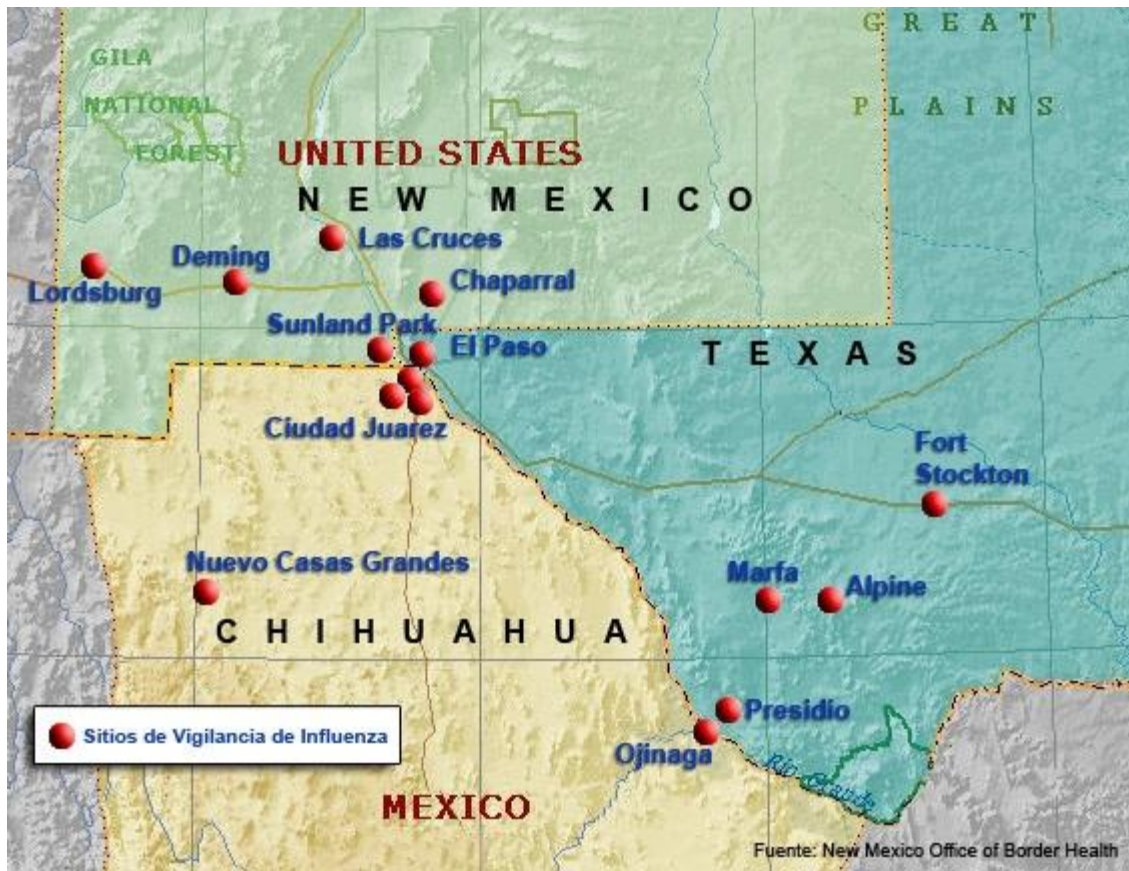 GREAT
PLAINS
GILA
NATIONAL
FOREST
UNITED STATES
NEW MEXICO
Las Cruces
Deming
Lordsburg
Chaparral
Sunland Park
El Paso
TEXAS
Ciudad Juarez
Fort
Stockton
Nuevo Casas Grandes
Marfa
Alpine
CHIHUAHUA
Presidio
Ojinaga
Sitios de Vigilancia de Influenza
Rio Grande
MEXICO
Fuente: New Mexico Office of Border Health